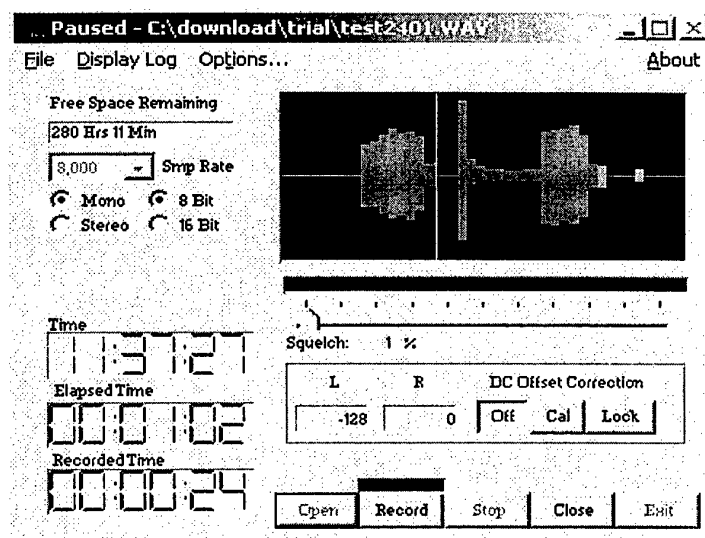 Paused - C:\download\trial\test2401.WAV
File Display Log Options... About
Free Space Remaining
280 Hrs 11 Min
8,000 Smp Rate
Mono 8 Bit
Stereo 16 Bit
Time
11:37:27
Elapsed Time
00:01:02
Recorded Time
00:00:24
Squelch: 1 %
L R DC Offset Correction
-128 0 Off Cal Lock
Open Record Stop Close Exit